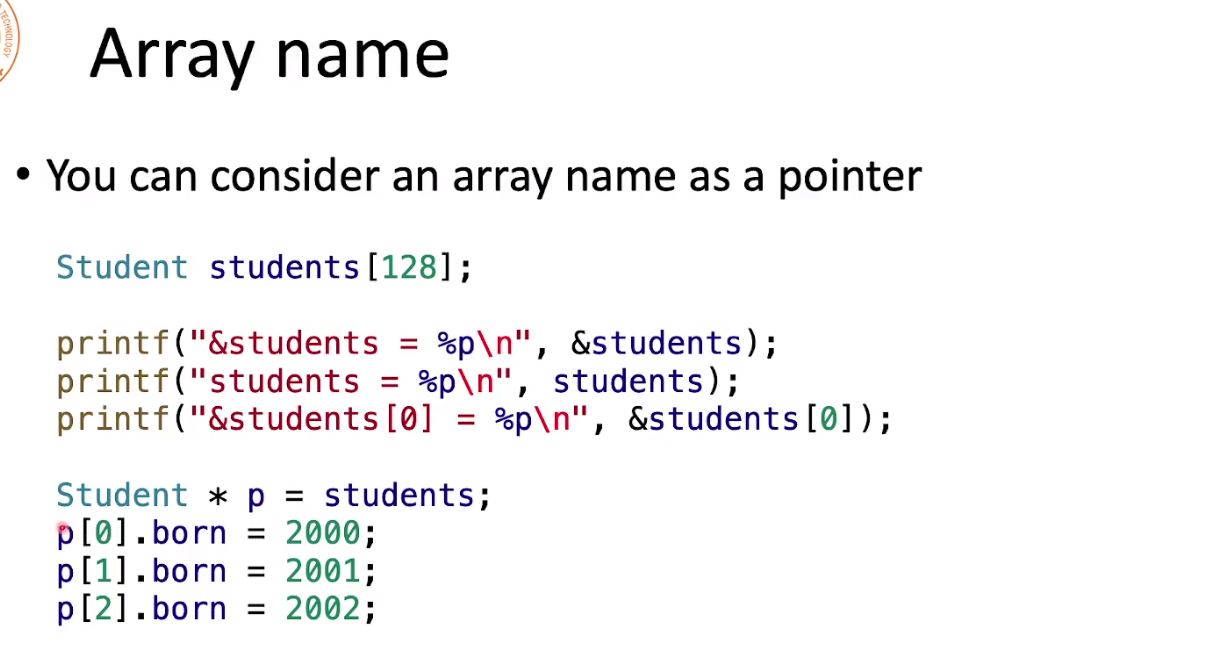 TECHNOLOGY
Array name
• You can consider an array name as a pointer
Student students[128];
printf("&students = %p\n", &students);
printf("students = %p\n", students);
printf("&students[0] = %p\n", &students[0]);
Student * p = students;
p[0].born = 2000;
p[1].born = 2001;
p[2].born = 2002;